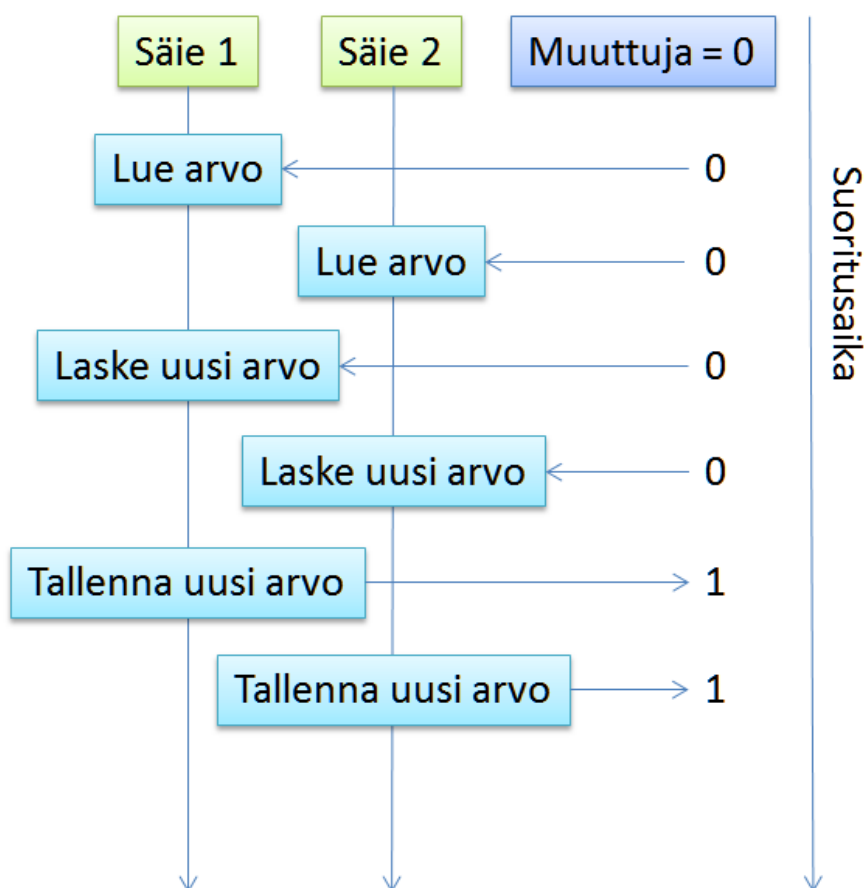 Säie 1
Säie 2
Muuttuja = 0
Lue arvo
0
Lue arvo
0
Laske uusi arvo
0
Laske uusi arvo
0
Tallenna uusi arvo
1
Tallenna uusi arvo
1
Suoritusaika